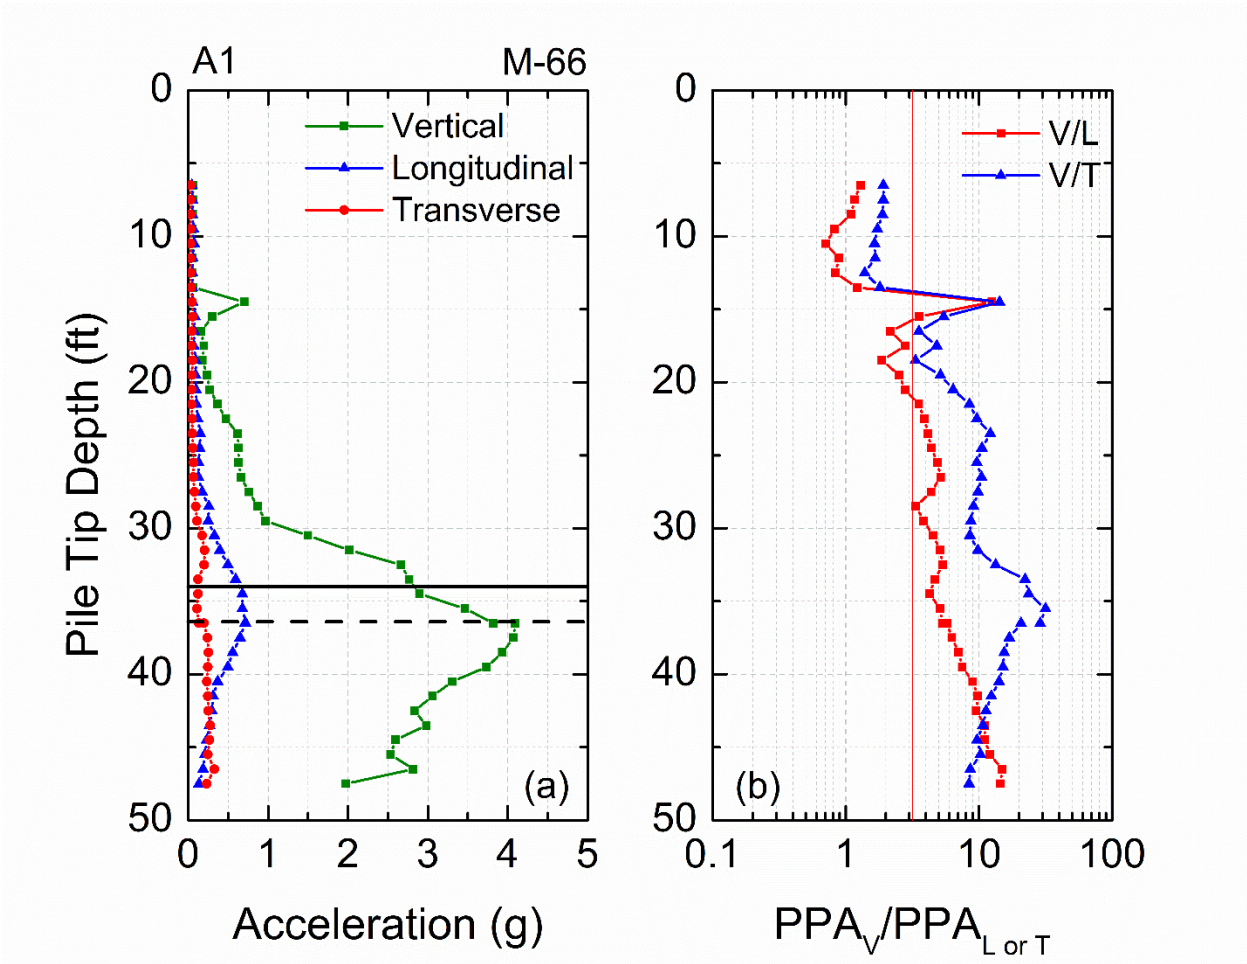 A1 M-66
0
10
20
30
40
50
Pile Tip Depth (ft)
Vertical
Longitudinal
Transverse
(a)
0 1 2 3 4 5
Acceleration (g)
0
10
20
30
40
50
V/L
V/T
(b)
0.1 1 10 100
PPAV/PPAL or T